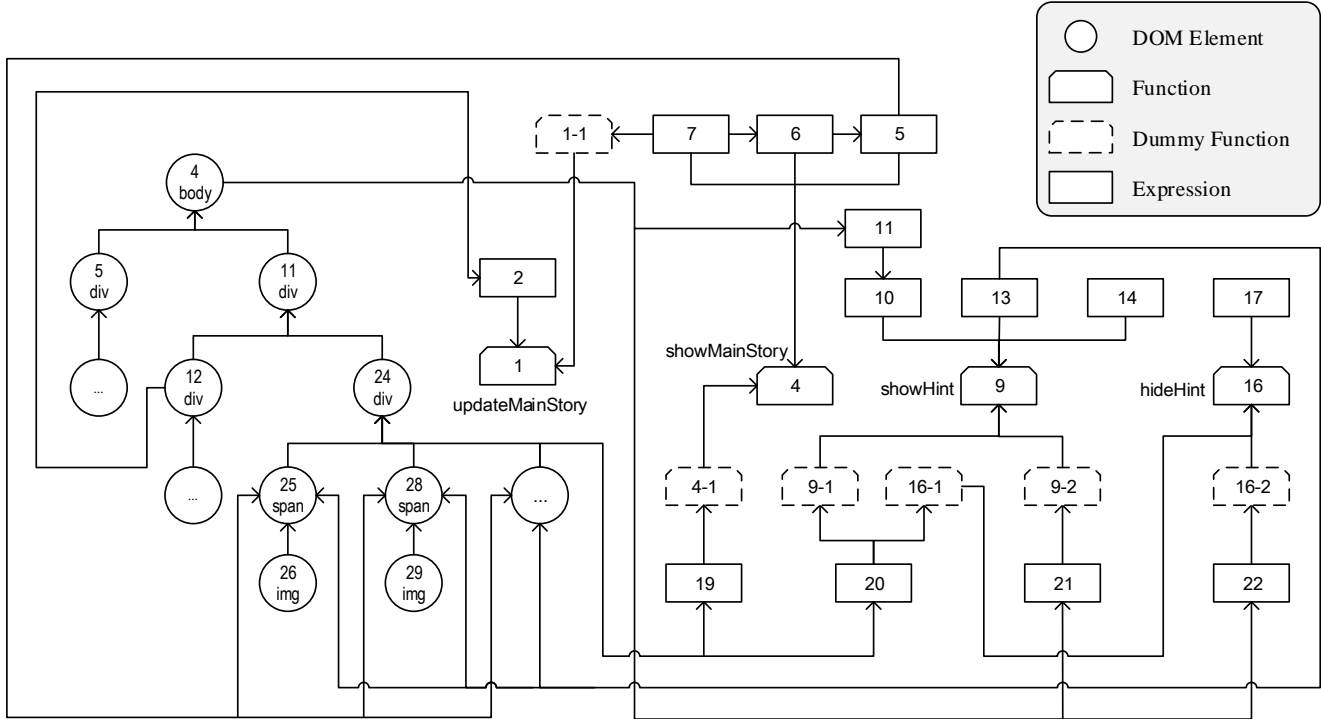 DOM Element
Function
Dummy Function
Expression
1-1
7
6
5
4
body
11
5
div
11
div
2
10
13
14
17
showMainStory
12
div
24
div
1
4
showHint
9
hideHint
16
...
updateMainStory
...
25
span
28
span
...
4-1
9-1
16-1
9-2
16-2
26
img
29
img
19
20
21
22